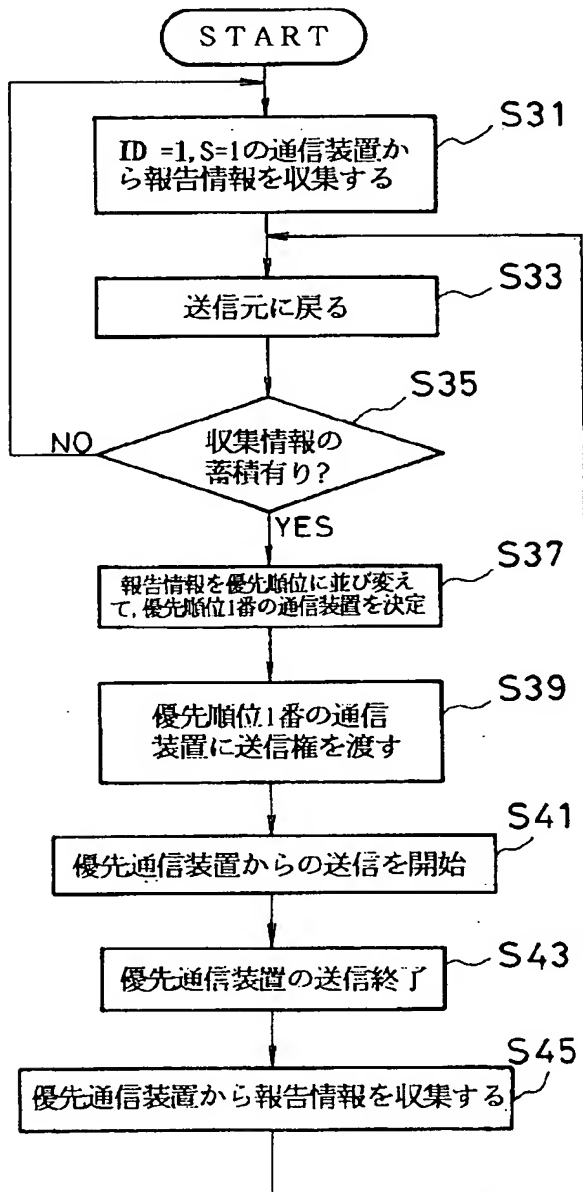 START
S31
ID =1,S=1の通信装置か
ら報告情報を収集する
S33
送信元に戻る
S35
NO
収集情報の
蓄積有り?
YES
S37
報告情報を優先順位に並び変え
て,優先順位1番の通信装置を決定
S39
優先順位1番の通信
装置に送信権を渡す
S41
優先通信装置からの送信を開始
S43
優先通信装置の送信終了
S45
優先通信装置から報告情報を収集する